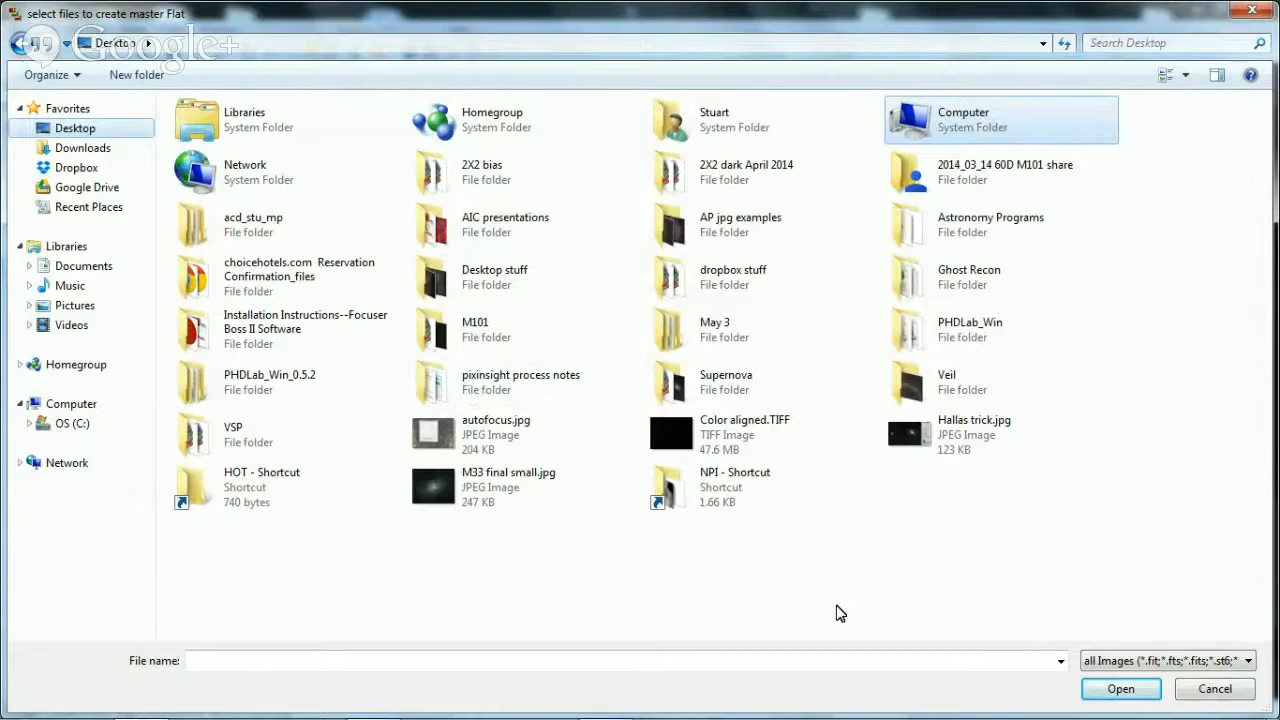 select files to create master Flat
Google+
Desktop
Search Desktop
Organize
New folder
Favorites
Desktop
Downloads
Dropbox
Google Drive
Recent Places
Libraries
Documents
Music
Pictures
Videos
Homegroup
Computer
OS (C:)
Network
Libraries
System Folder
Homegroup
System Folder
Stuart
System Folder
Computer
System Folder
Network
System Folder
2X2 bias
File folder
2X2 dark April 2014
File folder
2014_03_14 60D M101 share
File folder
acd_stu_mp
File folder
AIC presentations
File folder
AP jpg examples
File folder
Astronomy Programs
File folder
choicehotels.com Reservation
Confirmation_files
File folder
Desktop stuff
File folder
dropbox stuff
File folder
Ghost Recon
File folder
Installation Instructions--Focuser
Boss II Software
File folder
M101
File folder
May 3
File folder
PHDLab_Win
File folder
PHDLab_Win_0.5.2
File folder
pixinsight process notes
File folder
Supernova
File folder
Veil
File folder
VSP
File folder
autofocus.jpg
JPEG Image
204 KB
Color aligned.TIFF
TIFF Image
47.6 MB
Hallas trick.jpg
JPEG Image
123 KB
HOT - Shortcut
Shortcut
740 bytes
M33 final small.jpg
JPEG Image
247 KB
NPI - Shortcut
Shortcut
1.66 KB
File name:
all Images (*.fit;*.fts;*.fits;*.st6;*
Open
Cancel